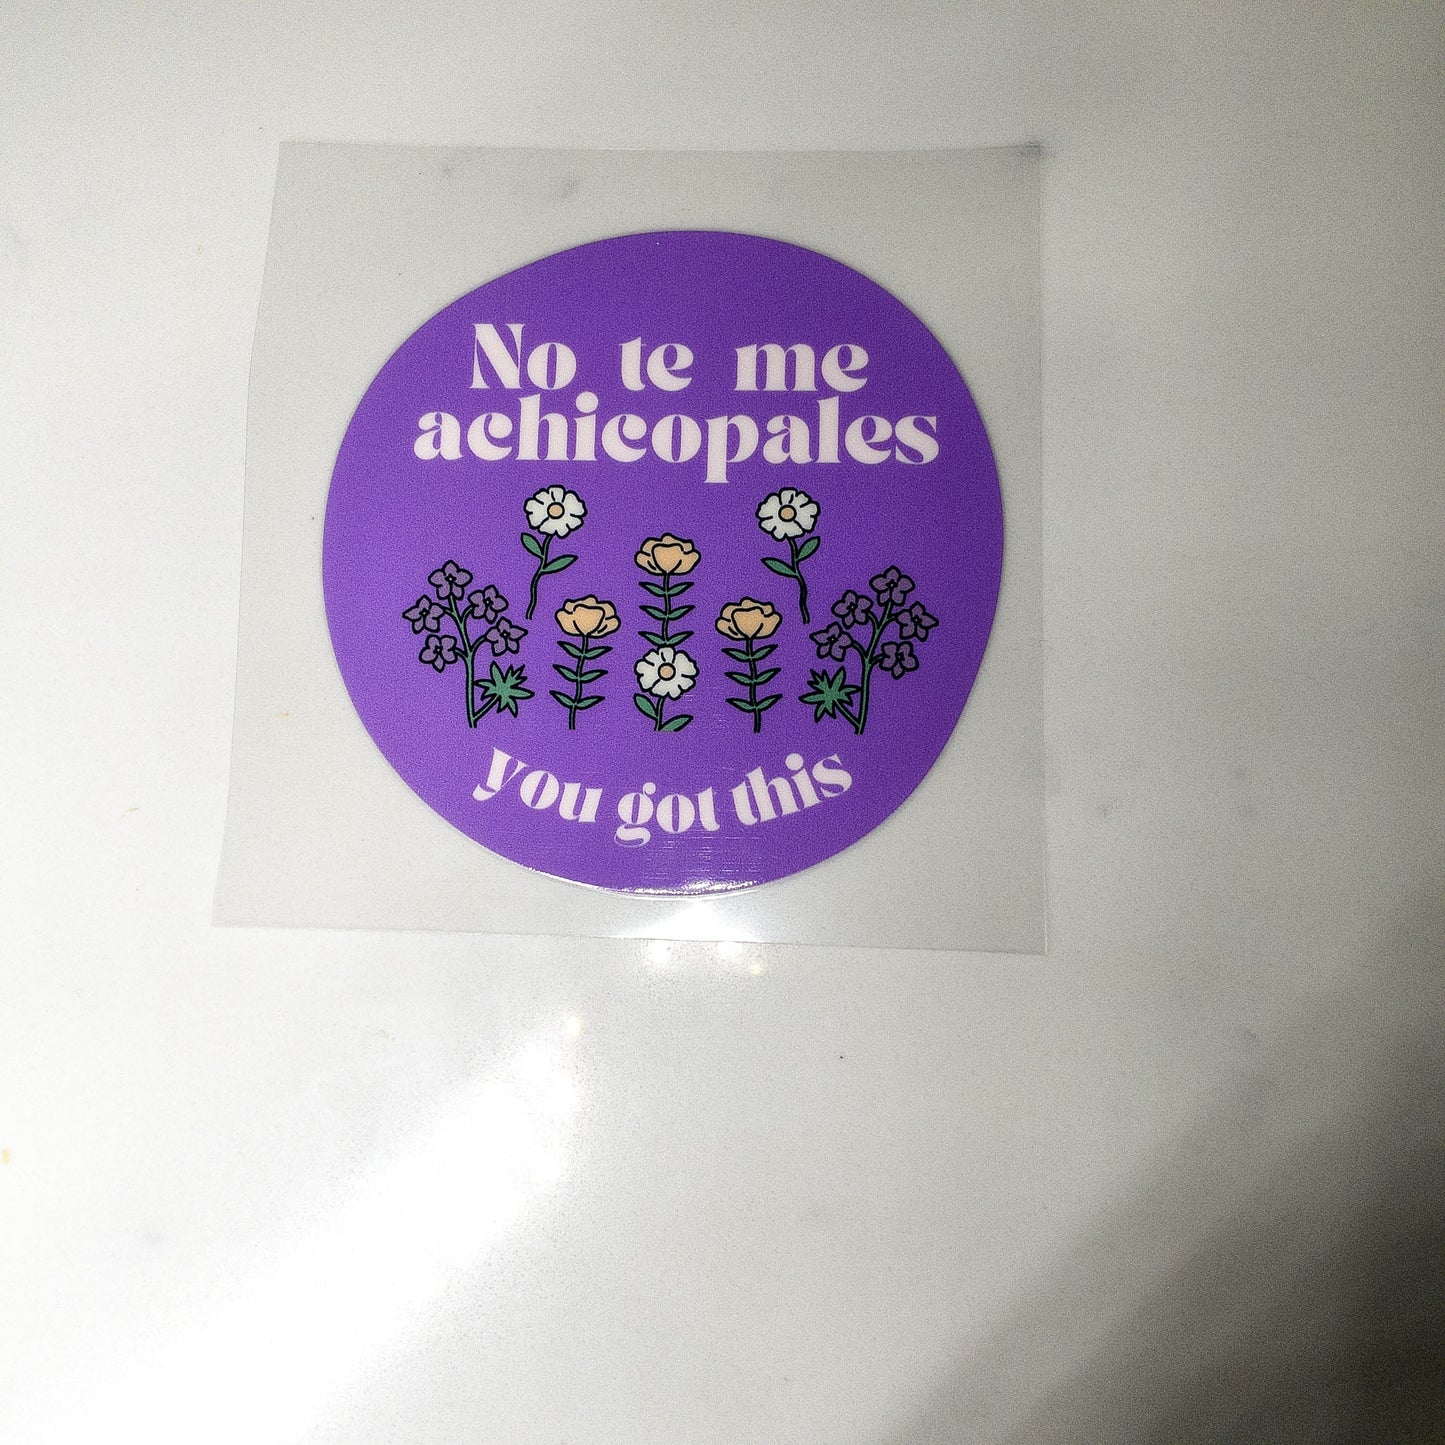 No te me
achicopales
you got this